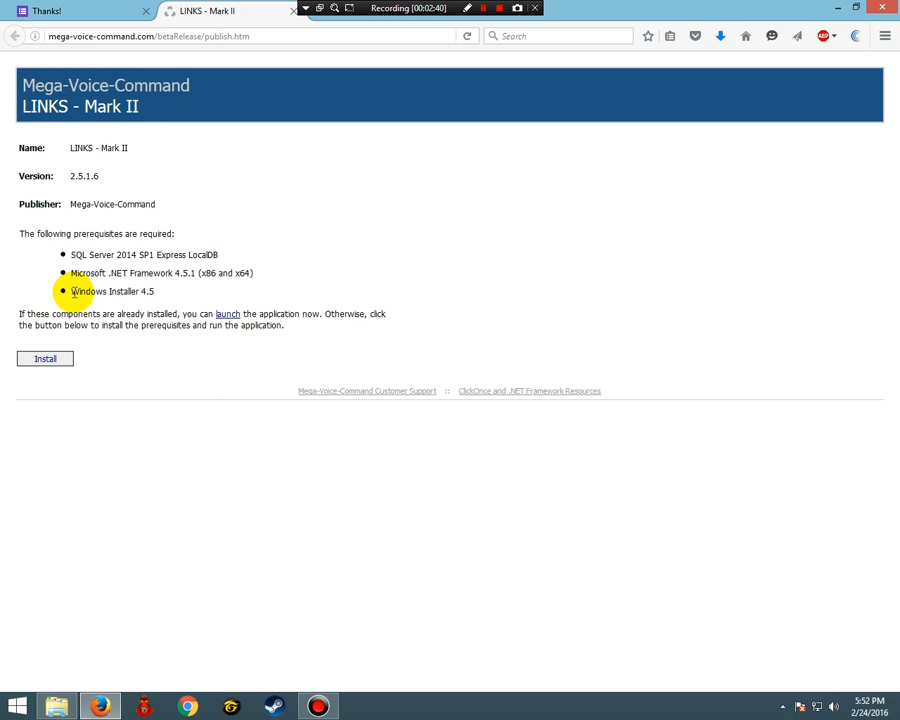 Thanks!
LINKS - Mark II
Recording [00:02:40]
mega-voice-command.com/betaRelease/publish.htm
Search
ABP
Mega-Voice-Command
LINKS - Mark II
Name: LINKS - Mark II
Version: 2.5.1.6
Publisher: Mega-Voice-Command
The following prerequisites are required:
SQL Server 2014 SP1 Express LocalDB
Microsoft .NET Framework 4.5.1 (x86 and x64)
Windows Installer 4.5
If these components are already installed, you can launch the application now. Otherwise, click
the button below to install the prerequisites and run the application.
Install
Mega-Voice-Command Customer Support :: ClickOnce and .NET Framework Resources
5:52 PM
2/24/2016